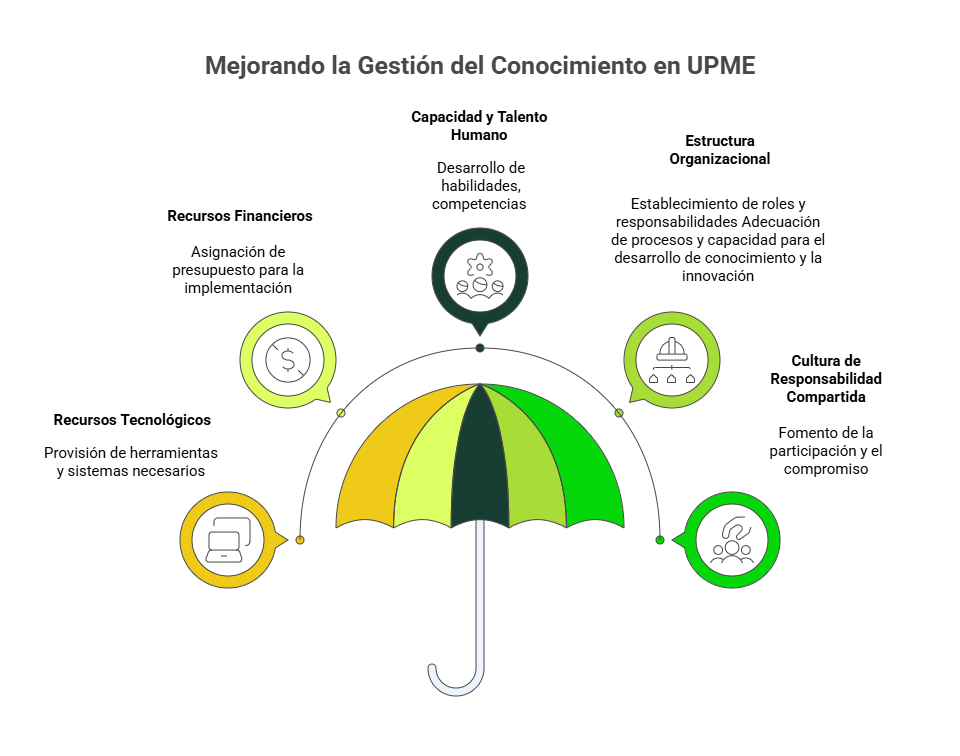 Mejorando la Gestión del Conocimiento en UPME
Capacidad y Talento
Humano
Desarrollo de
habilidades,
competencias
Estructura
Organizacional
Establecimiento de roles y
responsabilidades Adecuación
de procesos y capacidad para el
desarrollo de conocimiento y la
innovación
Recursos Financieros
Asignación de
presupuesto para la
implementación
Cultura de
Responsabilidad
Compartida
Fomento de la
participación y el
compromiso
Recursos Tecnológicos
Provisión de herramientas
y sistemas necesarios
$